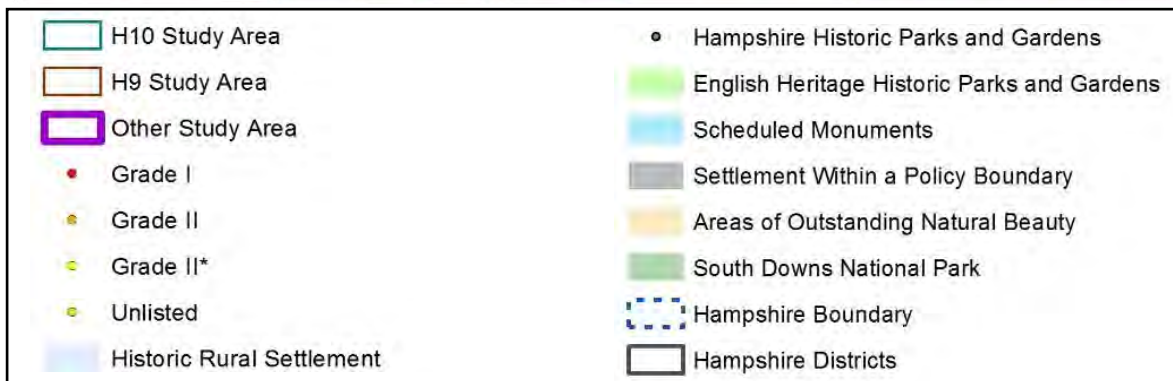 H10 Study Area
H9 Study Area
Other Study Area
Grade I
Grade II
Grade II*
Unlisted
Historic Rural Settlement
Hampshire Historic Parks and Gardens
English Heritage Historic Parks and Gardens
Scheduled Monuments
Settlement Within a Policy Boundary
Areas of Outstanding Natural Beauty
South Downs National Park
Hampshire Boundary
Hampshire Districts